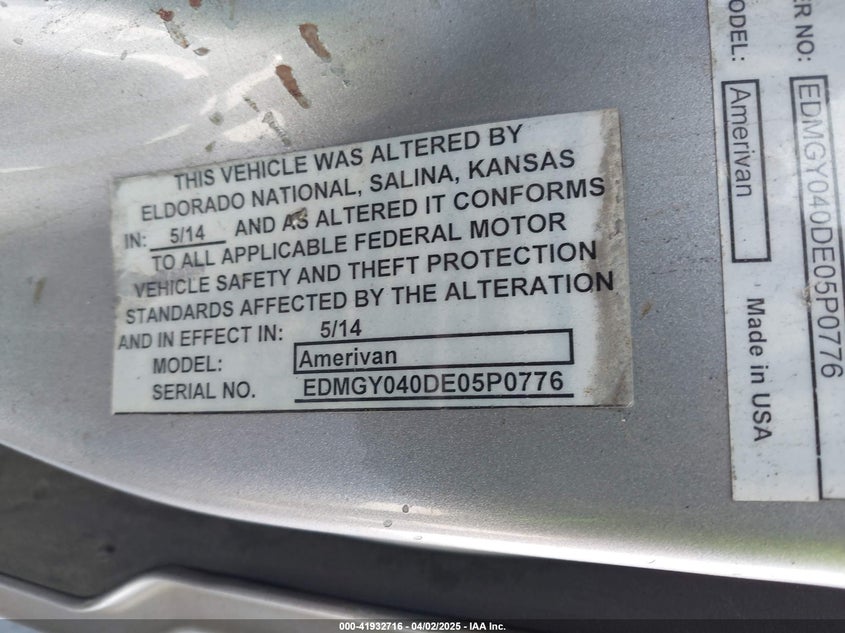 THIS VEHICLE WAS ALTERED BY
ELDORADO NATIONAL, SALINA, KANSAS
IN: 5/14 AND AS ALTERED IT CONFORMS
TO ALL APPLICABLE FEDERAL MOTOR
VEHICLE SAFETY AND THEFT PROTECTION
STANDARDS AFFECTED BY THE ALTERATION
AND IN EFFECT IN: 5/14
MODEL: Amerivan
SERIAL NO. EDMGY040DE05P0776
ER NO: EDMGY040DE05P0776
ODEL: Amerivan
Made in USA
000-41932716 - 04/02/2025 - IAA Inc.